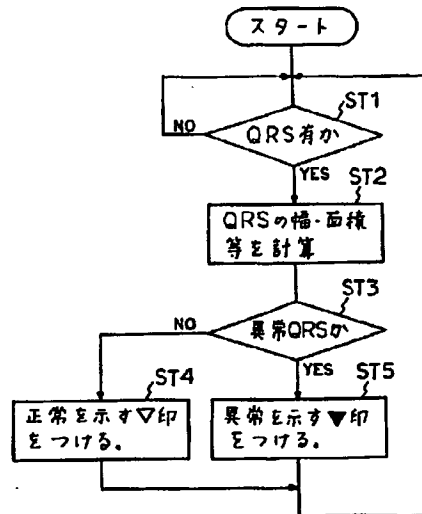 スタート
ST1
QRS有か
NO
YES
ST2
QRSの幅・面積
等を計算
ST3
NO
異常QRSか
YES
ST4
正常を示す▽印
をつける。
ST5
異常を示す▼印
をつける。